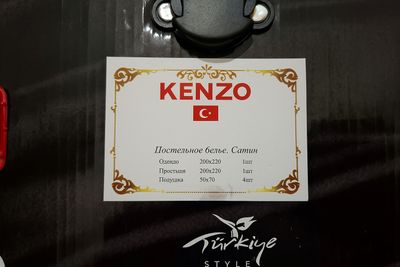 KENZO
Постельное белье. Сатин
Одеяло 200x220 1шт
Простыня 200x220 1шт
Подушка 50x70 4шт
Türkiye
STYLE